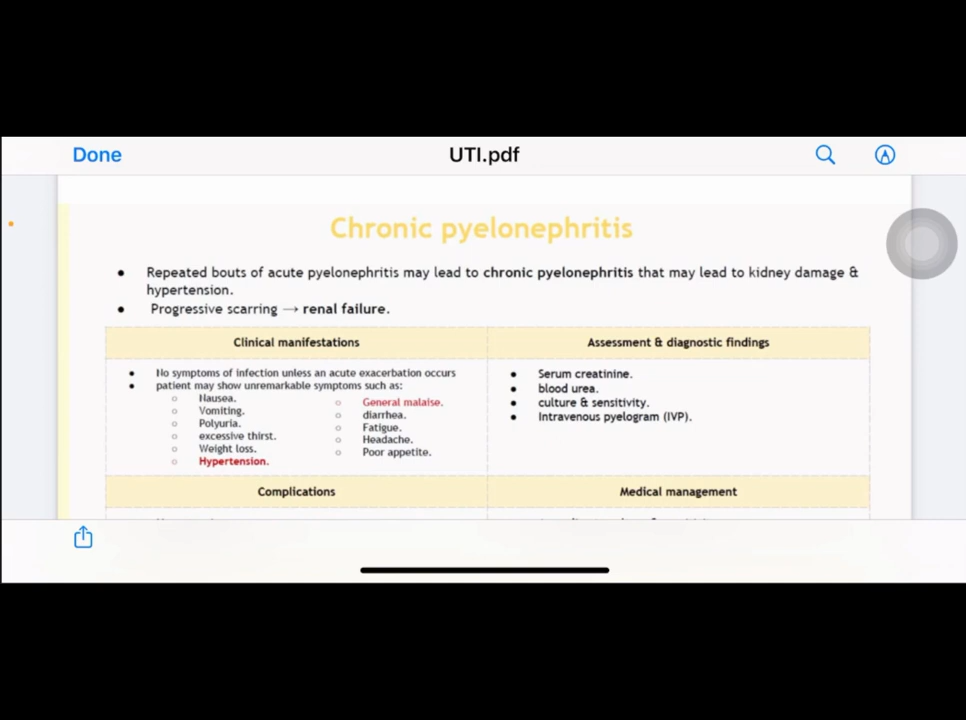 Done
UTI.pdf
Chronic pyelonephritis
● Repeated bouts of acute pyelonephritis may lead to chronic pyelonephritis that may lead to kidney damage &
hypertension.
● Progressive scarring → renal failure.
Clinical manifestations
● No symptoms of infection unless an acute exacerbation occurs
● patient may show unremarkable symptoms such as:
○ Nausea.
○ Vomiting.
○ Polyuria.
○ excessive thirst.
○ Weight loss.
○ Hypertension.
○ General malaise.
○ diarrhea.
○ Fatigue.
○ Headache.
○ Poor appetite.
Assessment & diagnostic findings
● Serum creatinine.
● blood urea.
● culture & sensitivity.
● Intravenous pyelogram (IVP).
Complications
Medical management